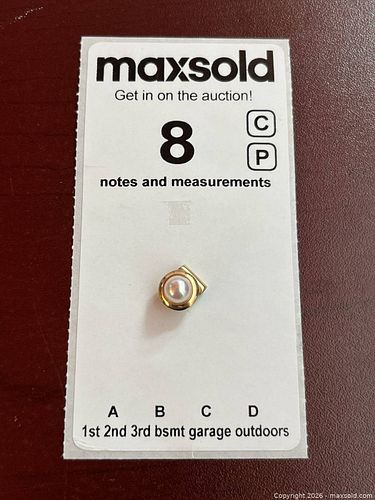 maxsold
Get in on the auction!
8
C
P
notes and measurements
A B C D
1st 2nd 3rd bsmt garage outdoors
Copyright 2026 - maxsold.com